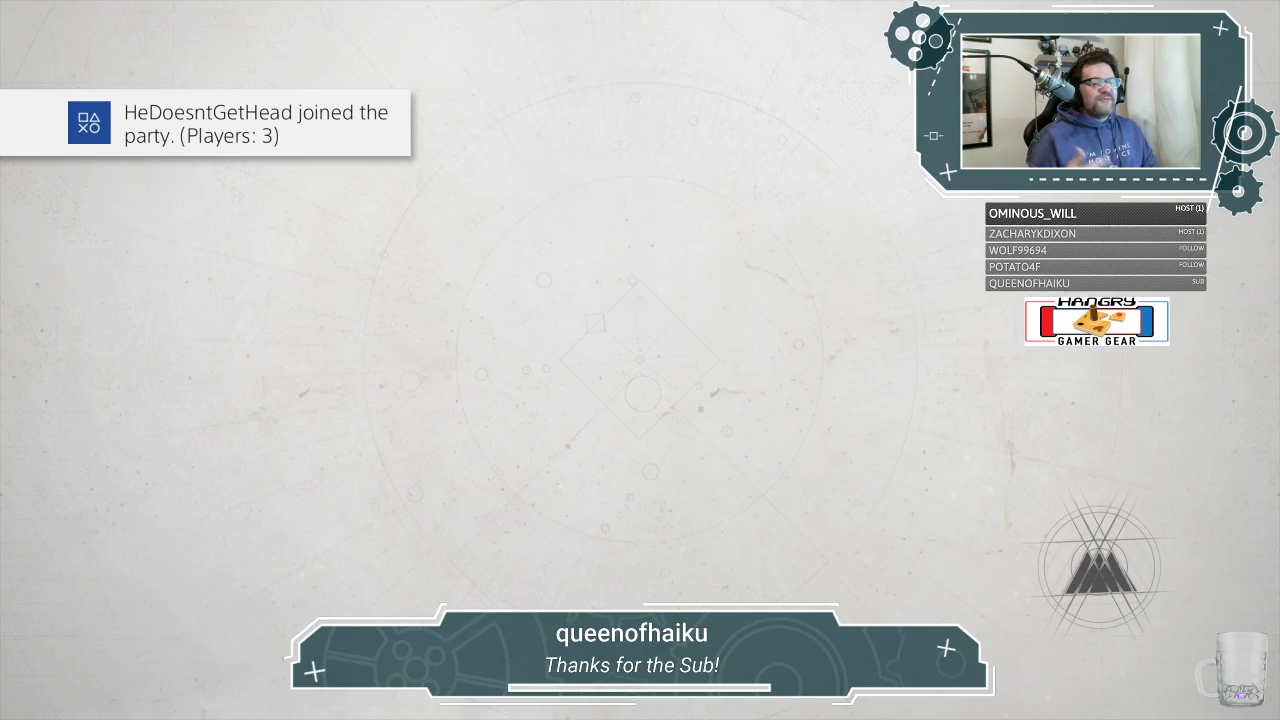 HeDoesntGetHead joined the
party. (Players: 3)
OMINOUS_WILL HOST (1)
ZACHARYKDIXON HOST (1)
WOLF99694 FOLLOW
POTATO4F FOLLOW
QUEENOFHAIKU SUB
HANGRY
GAMER GEAR
queenofhaiku
Thanks for the Sub!